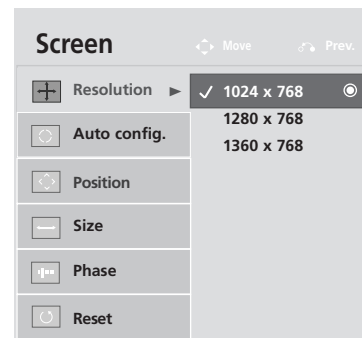 Screen Move Prev.
Resolution
Auto config.
Position
Size
Phase
Reset
1024 x 768
1280 x 768
1360 x 768